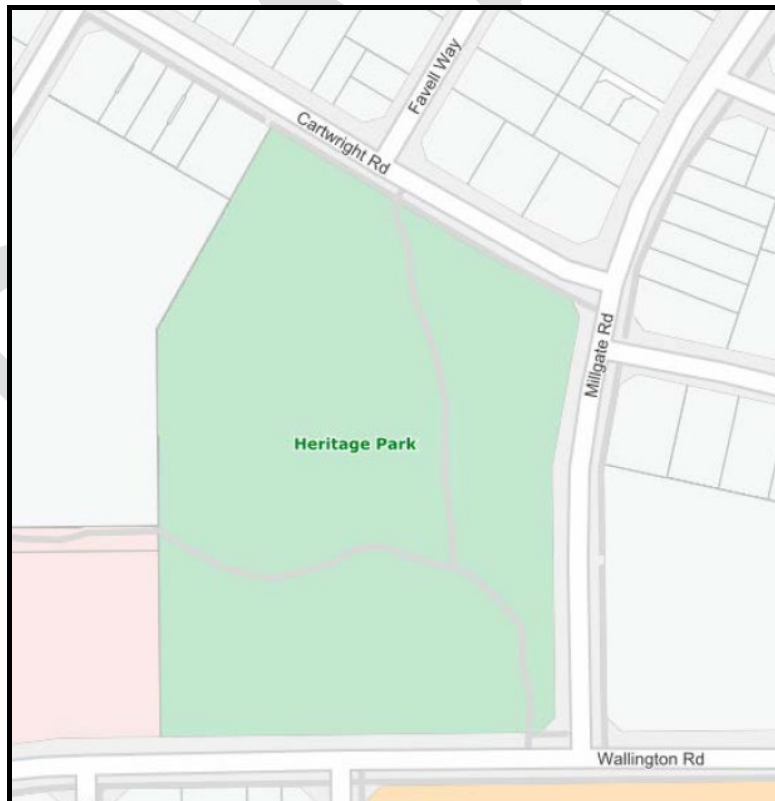 Favell Way
Cartwright Rd
Millgate Rd
Heritage Park
Wallington Rd